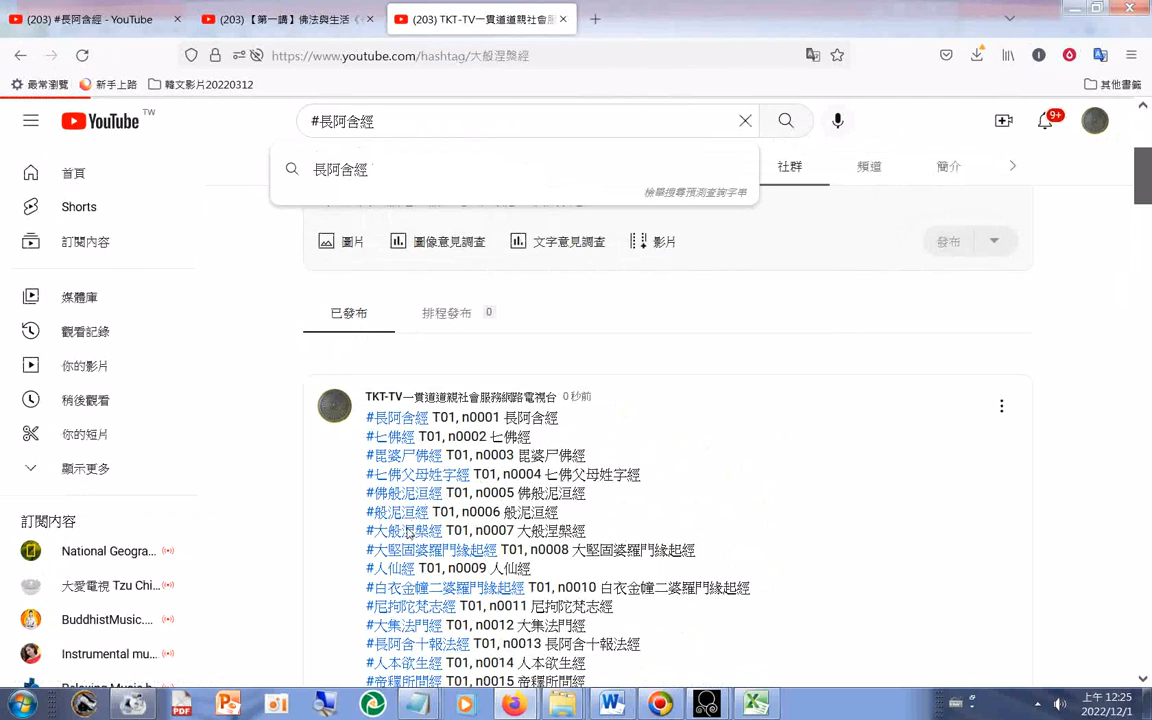 (203) #長阿含經 - YouTube
(203) 【第一講】佛法與生活《
(203) TKT-TV一貫道道親社會服
https://www.youtube.com/hashtag/大般涅槃經
最常瀏覽
新手上路
韓文影片20220312
其他書籤
YouTube TW
#長阿含經
9+
長阿含經
檢舉搜尋預測查詢字串
社群
頻道
簡介
首頁
Shorts
訂閱內容
圖片
圖像意見調查
文字意見調查
影片
發布
媒體庫
觀看記錄
你的影片
稍後觀看
你的短片
顯示更多
已發布
排程發布 0
訂閱內容
National Geogra...
大愛電視 Tzu Chi...
BuddhistMusic....
Instrumental mu...
TKT-TV一貫道道親社會服務網路電視台 0 秒前
#長阿含經 T01, n0001 長阿含經
#七佛經 T01, n0002 七佛經
#毘婆尸佛經 T01, n0003 毘婆尸佛經
#七佛父母姓字經 T01, n0004 七佛父母姓字經
#佛般泥洹經 T01, n0005 佛般泥洹經
#般泥洹經 T01, n0006 般泥洹經
#大般涅槃經 T01, n0007 大般涅槃經
#大堅固婆羅門緣起經 T01, n0008 大堅固婆羅門緣起經
#人仙經 T01, n0009 人仙經
#白衣金幢二婆羅門緣起經 T01, n0010 白衣金幢二婆羅門緣起經
#尼拘陀梵志經 T01, n0011 尼拘陀梵志經
#大集法門經 T01, n0012 大集法門經
#長阿含十報法經 T01, n0013 長阿含十報法經
#人本欲生經 T01, n0014 人本欲生經
#帝釋所問經 T01, n0015 帝釋所問經
上午 12:25
2022/12/1